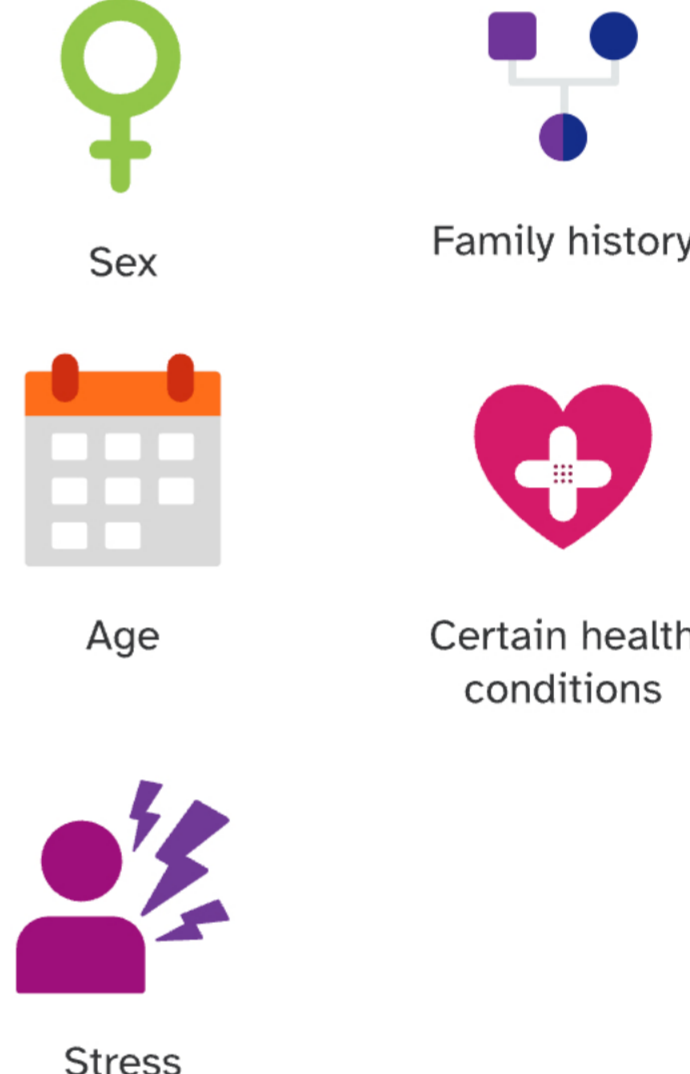 Sex
Family history
Age
Certain health
conditions
Stress